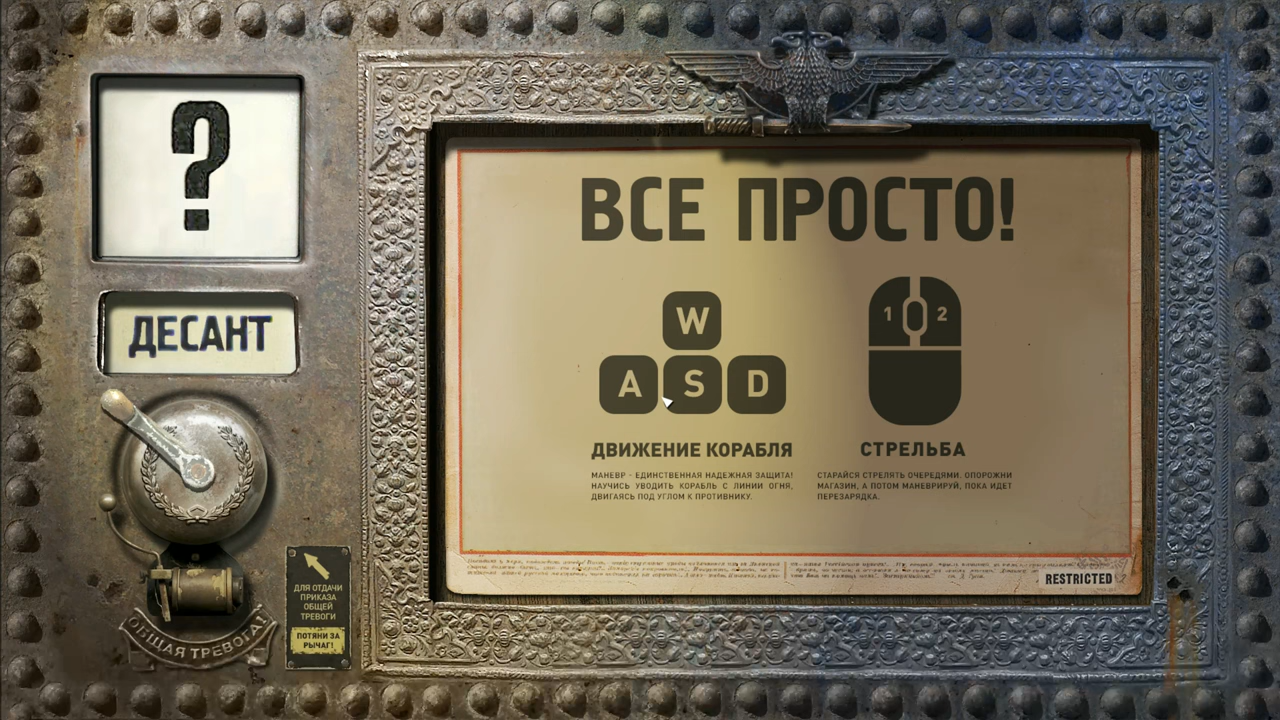 ?
ДЕСАНТ
ОБЩАЯ ТРЕВОГА!
ДЛЯ ОТДАЧИ
ПРИКАЗА
ОБЩЕЙ
ТРЕВОГИ
ПОТЯНИ ЗА
РЫЧАГ!
ВСЕ ПРОСТО!
W
A S D
1 2
ДВИЖЕНИЕ КОРАБЛЯ
МАНЕВР - ЕДИНСТВЕННАЯ НАДЕЖНАЯ ЗАЩИТА!
НАУЧИСЬ УВОДИТЬ КОРАБЛЬ С ЛИНИИ ОГНЯ,
ДВИГАЯСЬ ПОД УГЛОМ К ПРОТИВНИКУ.
СТРЕЛЬБА
СТАРАЙСЯ СТРЕЛЯТЬ ОЧЕРЕДЯМИ. ОПОРОЖНИ
МАГАЗИН, А ПОТОМ МАНЕВРИРУЙ, ПОКА ИДЕТ
ПЕРЕЗАРЯДКА.
RESTRICTED